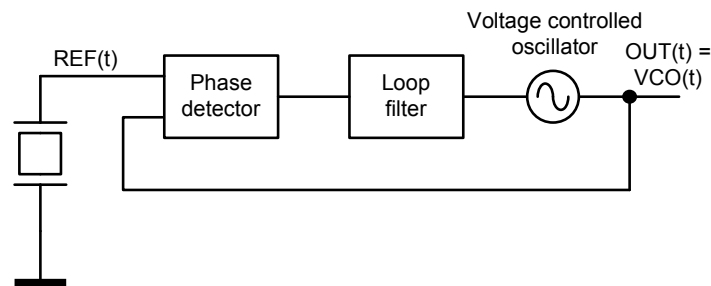 Voltage controlled
oscillator
OUT(t) =
VCO(t)
REF(t)
Phase
detector
Loop
filter